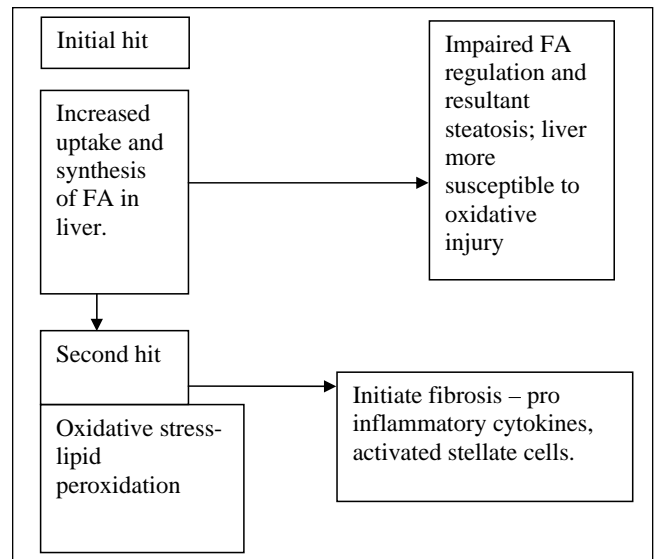 Initial hit
Increased
uptake and
synthesis
of FA in
liver.
Impaired FA
regulation and
resultant
steatosis; liver
more
susceptible to
oxidative
injury
Second hit
Oxidative stress-
lipid
peroxidation
Initiate fibrosis – pro
inflammatory cytokines,
activated stellate cells.